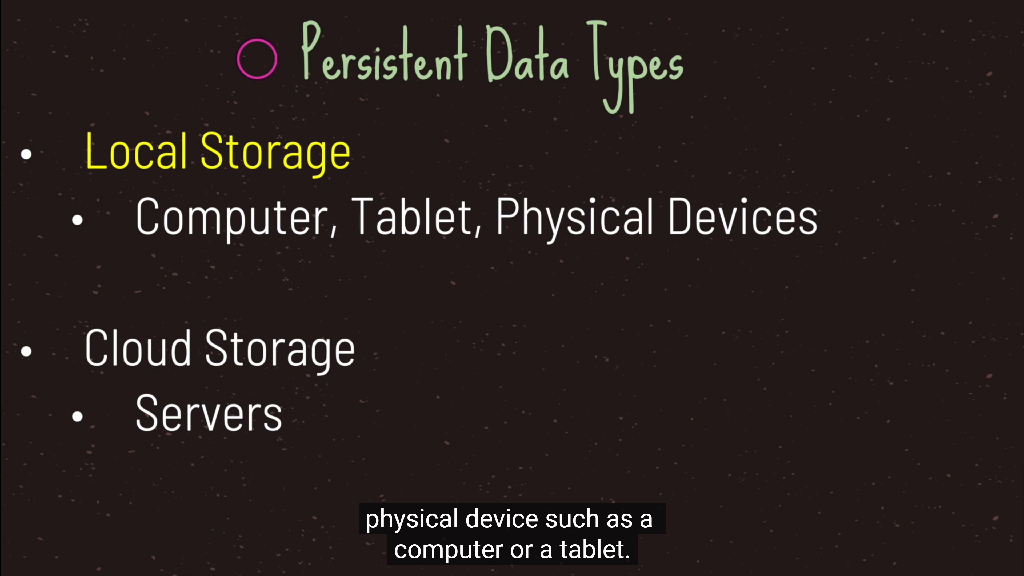 Persistent Data Types
• Local Storage
• Computer, Tablet, Physical Devices
• Cloud Storage
• Servers
physical device such as a
computer or a tablet.